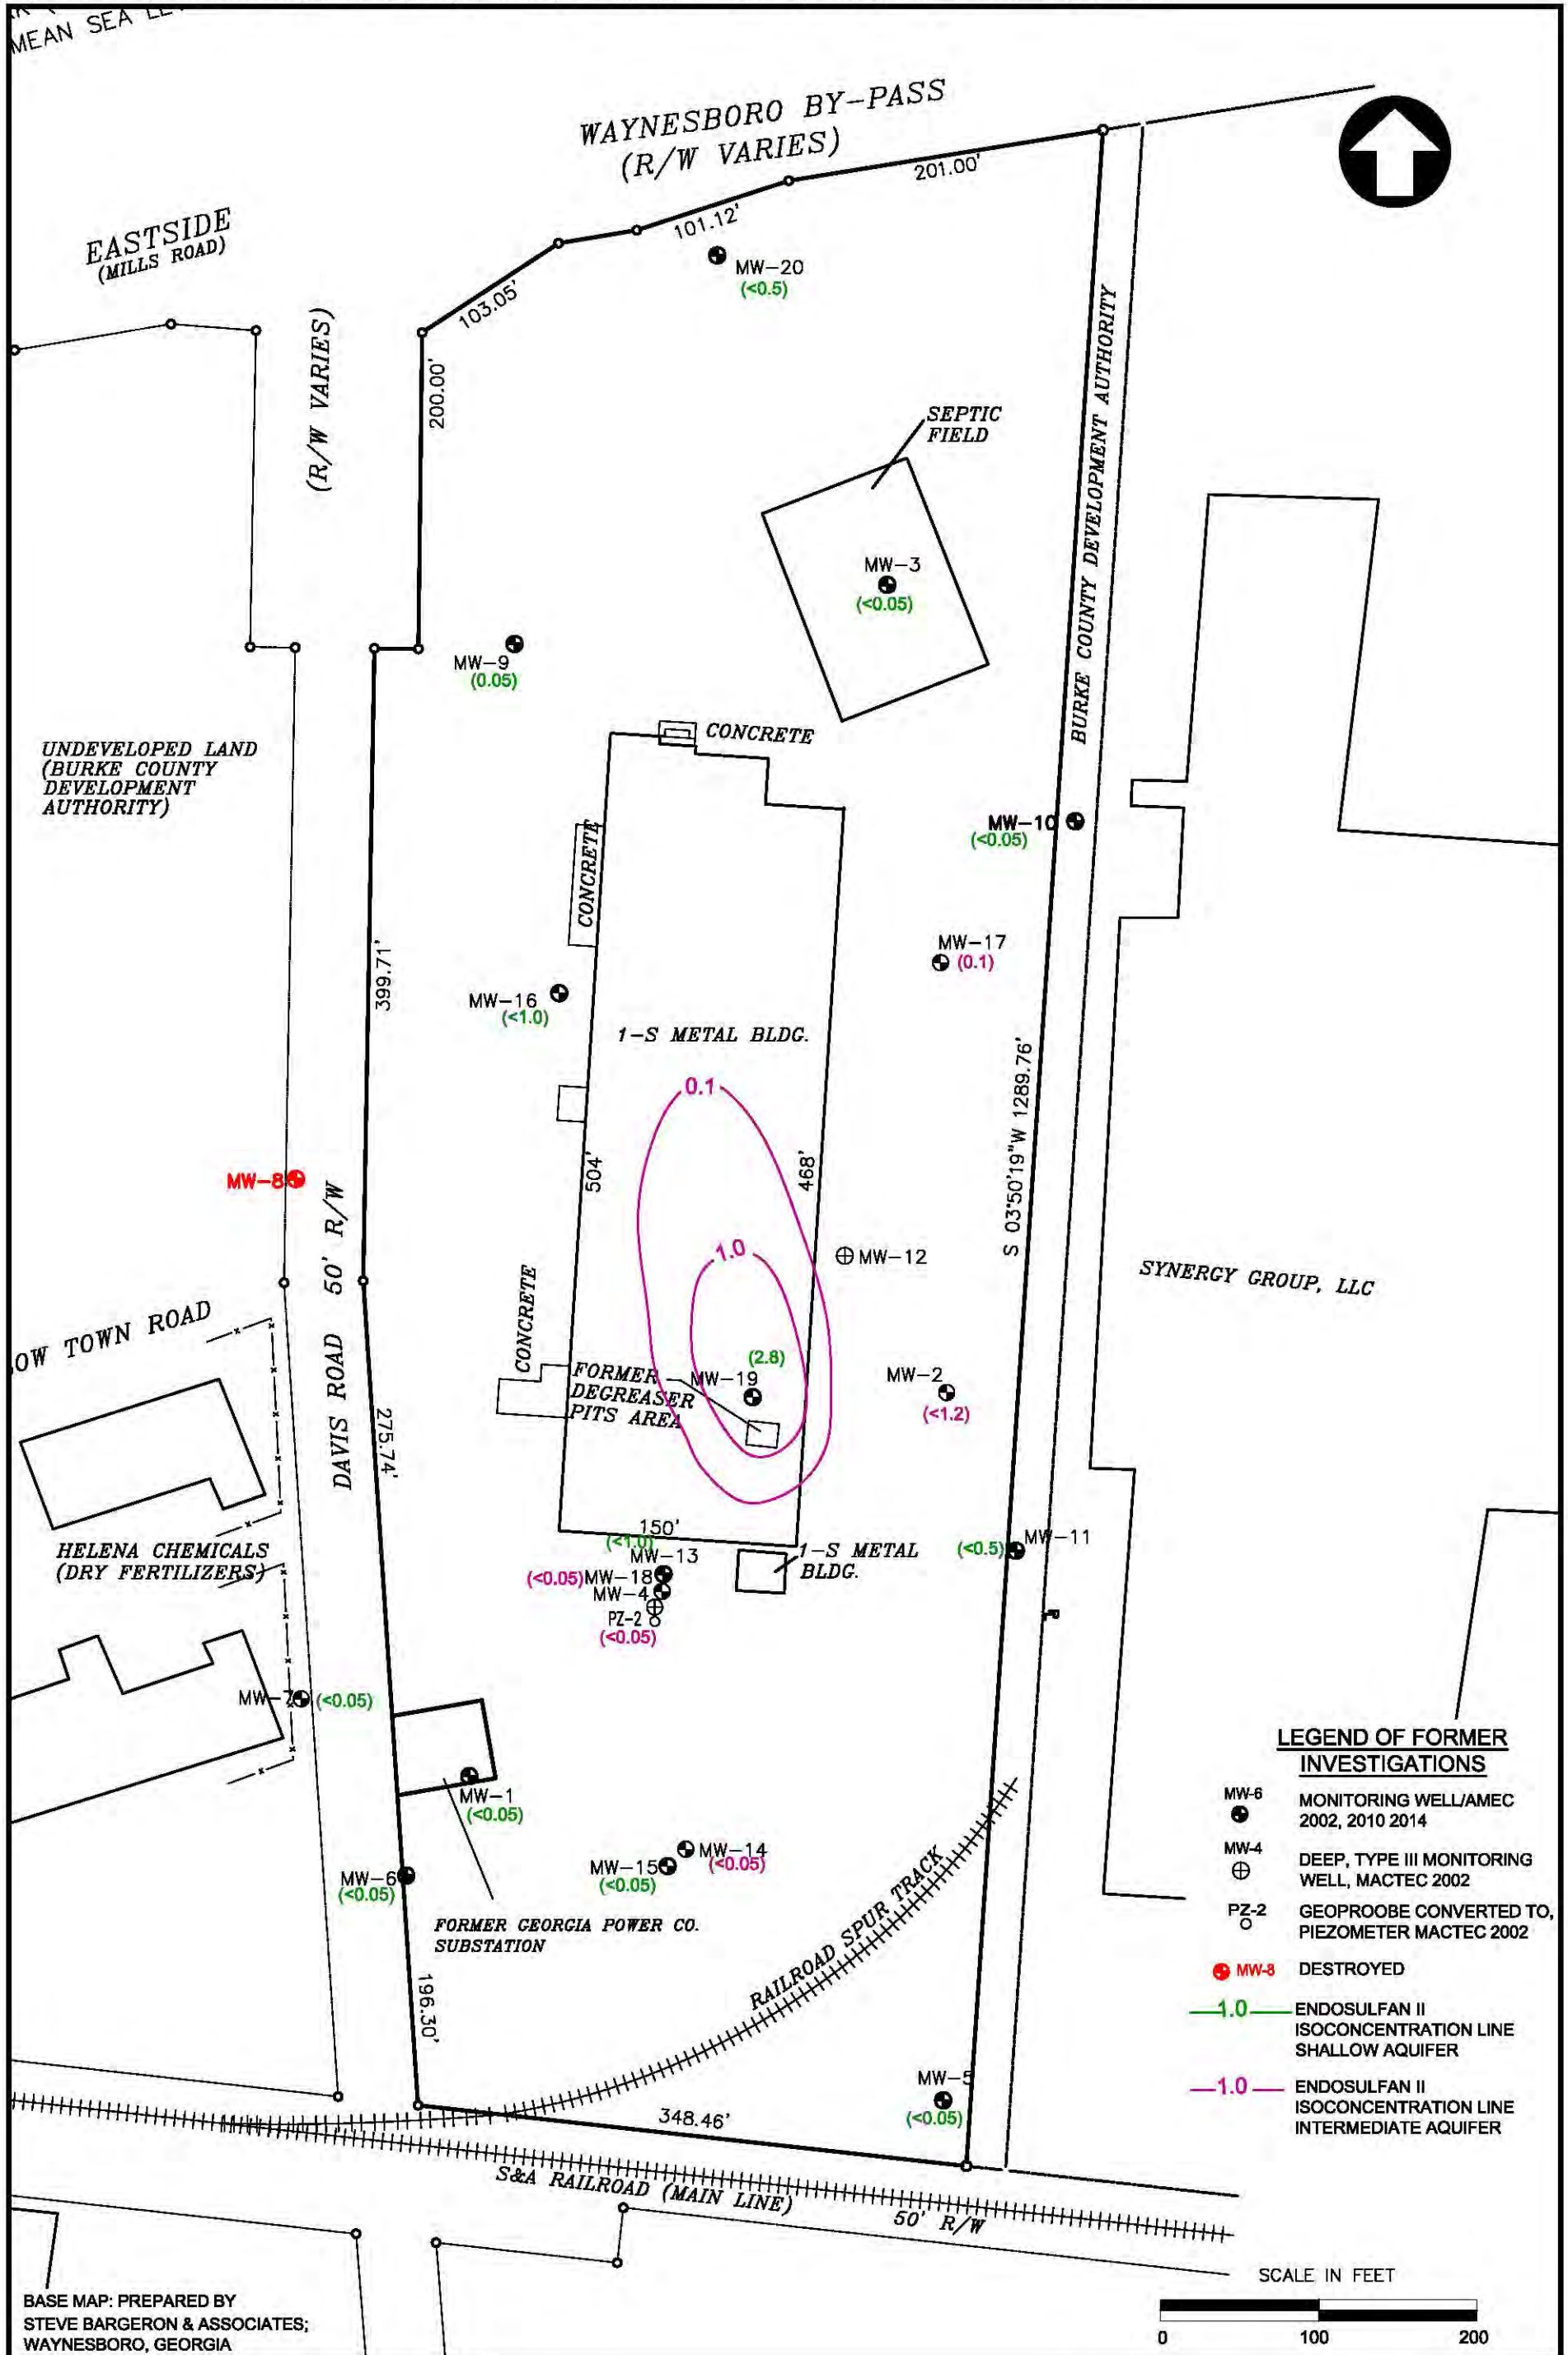 MEAN SEA
WAYNESBORO BY-PASS
(R/W VARIES)
201.00'
101.12'
103.05'
EASTSIDE
(MILLS ROAD)
MW-20
(<0.5)
(R/W VARIES)
200.00'
SEPTIC
FIELD
BURKE COUNTY DEVELOPMENT AUTHORITY
MW-3
(<0.05)
MW-9
(0.05)
CONCRETE
UNDEVELOPED LAND
(BURKE COUNTY
DEVELOPMENT
AUTHORITY)
CONCRETE
MW-10
(<0.05)
MW-17
(0.1)
399.71'
MW-16
(<1.0)
1-S METAL BLDG.
0.1
S 03°50'19"W 1289.76'
504'
468'
MW-8
DAVIS ROAD 50' R/W
1.0
MW-12
SYNERGY GROUP, LLC
OW TOWN ROAD
CONCRETE
(2.8)
FORMER
DEGREASER
PITS AREA
MW-19
MW-2
(<1.2)
275.74'
150'
(<1.0)
MW-13
(<0.05)
MW-18
MW-4
PZ-2
(<0.05)
1-S METAL
BLDG.
(<0.5)
MW-11
HELENA CHEMICALS
(DRY FERTILIZERS)
MW-7
(<0.05)
MW-1
(<0.05)
MW-14
(<0.05)
MW-15
(<0.05)
MW-6
(<0.05)
FORMER GEORGIA POWER CO.
SUBSTATION
RAILROAD SPUR TRACK
196.30'
MW-5
(<0.05)
348.46'
S&A RAILROAD (MAIN LINE)
50' R/W
LEGEND OF FORMER
INVESTIGATIONS
MW-6
MONITORING WELL/AMEC
2002, 2010 2014
MW-4
DEEP, TYPE III MONITORING
WELL, MACTEC 2002
PZ-2
GEOPROOBE CONVERTED TO,
PIEZOMETER MACTEC 2002
MW-8
DESTROYED
1.0
ENDOSULFAN II
ISOCONCENTRATION LINE
SHALLOW AQUIFER
1.0
ENDOSULFAN II
ISOCONCENTRATION LINE
INTERMEDIATE AQUIFER
SCALE IN FEET
0 100 200
BASE MAP: PREPARED BY
STEVE BARGERON & ASSOCIATES;
WAYNESBORO, GEORGIA